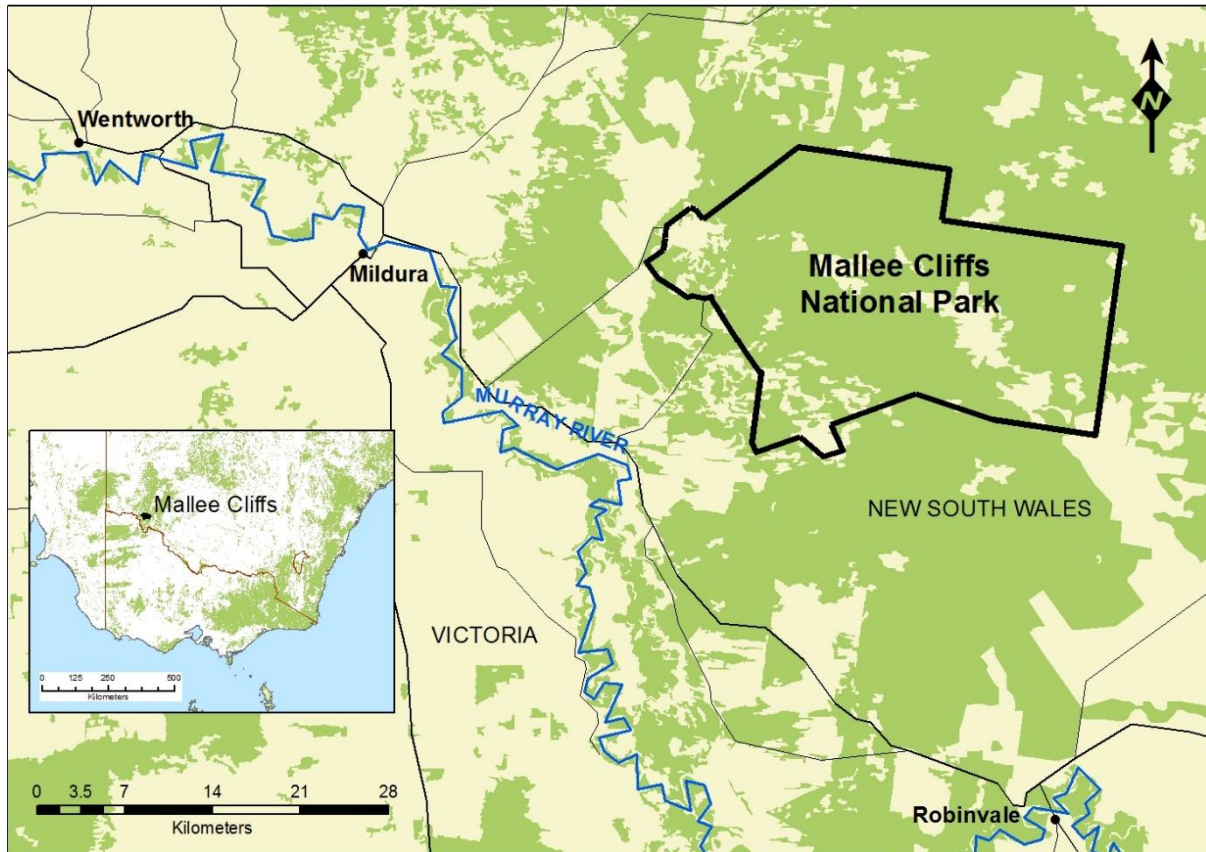 Wentworth
N
Mildura
Mallee Cliffs
National Park
MURRAY RIVER
Mallee Cliffs
NEW SOUTH WALES
VICTORIA
0 125 250 500
Kilometers
0 3.5 7 14 21 28
Kilometers
Robinvale